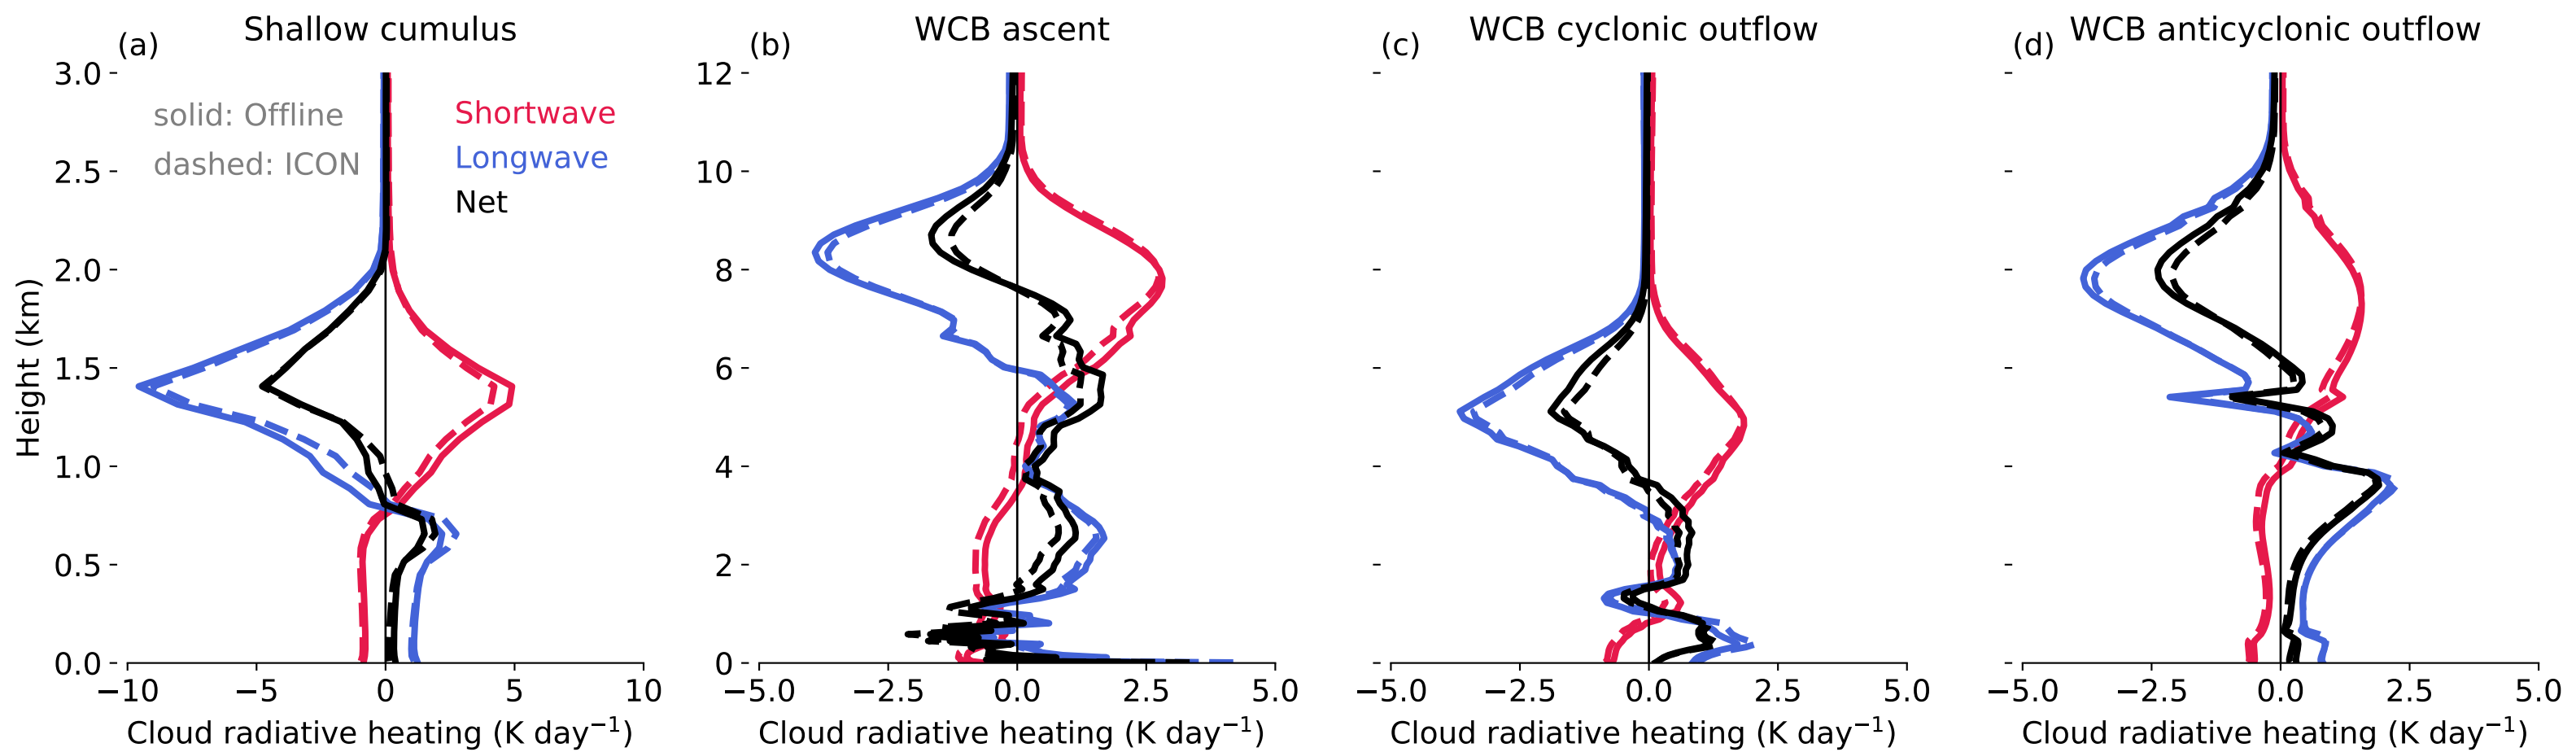 (a) Shallow cumulus
(b) WCB ascent
(c) WCB cyclonic outflow
(d) WCB anticyclonic outflow
solid: Offline
dashed: ICON
Shortwave
Longwave
Net
Height (km)
3.0
2.5
2.0
1.5
1.0
0.5
0.0
−10 −5 0 5 10
Cloud radiative heating (K day⁻¹)
12
10
8
6
4
2
0
−5.0 −2.5 0.0 2.5 5.0
Cloud radiative heating (K day⁻¹)
−5.0 −2.5 0.0 2.5 5.0
Cloud radiative heating (K day⁻¹)
−5.0 −2.5 0.0 2.5 5.0
Cloud radiative heating (K day⁻¹)